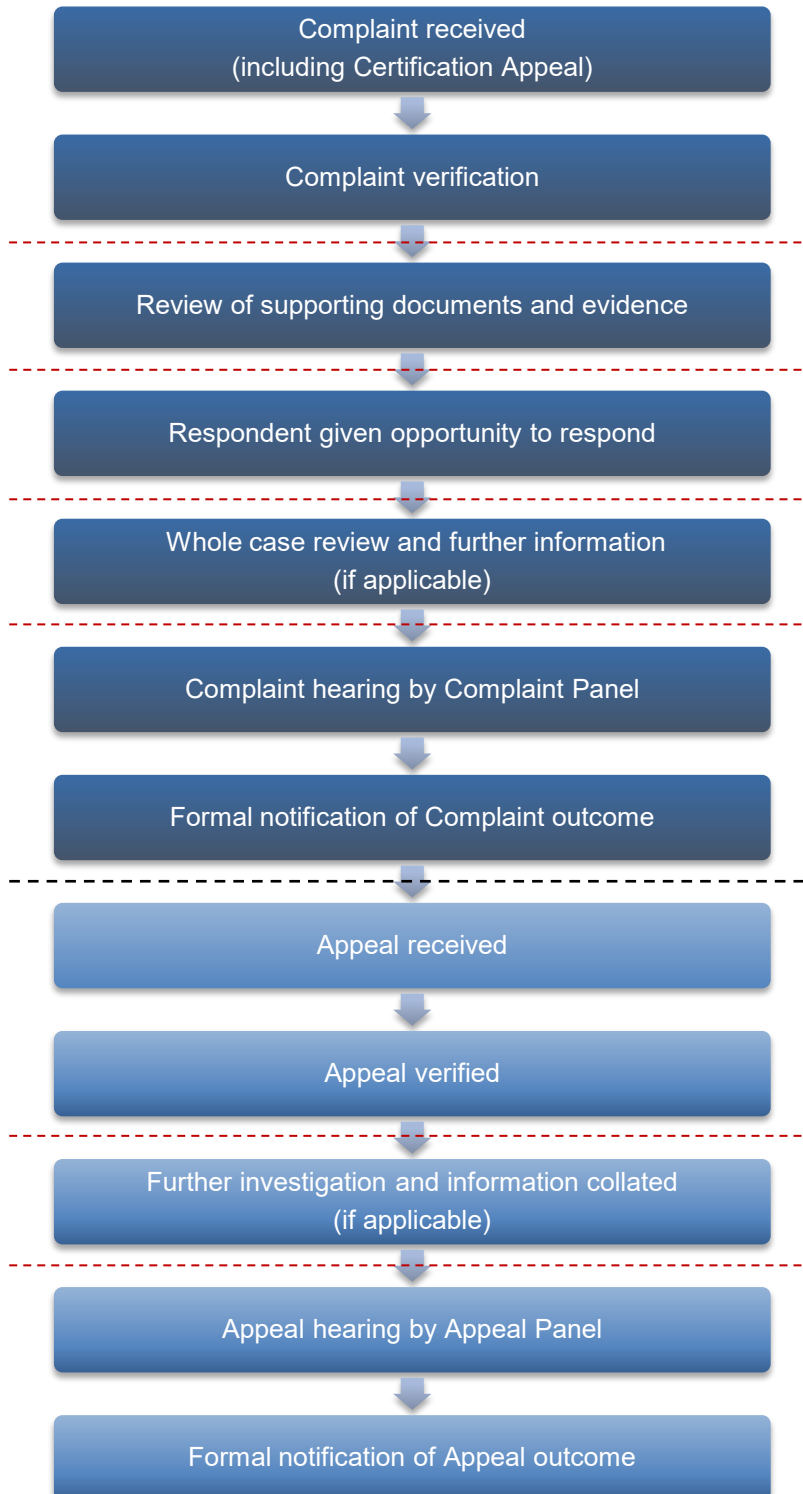 Complaint received
(including Certification Appeal)
Complaint verification
Review of supporting documents and evidence
Respondent given opportunity to respond
Whole case review and further information
(if applicable)
Complaint hearing by Complaint Panel
Formal notification of Complaint outcome
Appeal received
Appeal verified
Further investigation and information collated
(if applicable)
Appeal hearing by Appeal Panel
Formal notification of Appeal outcome